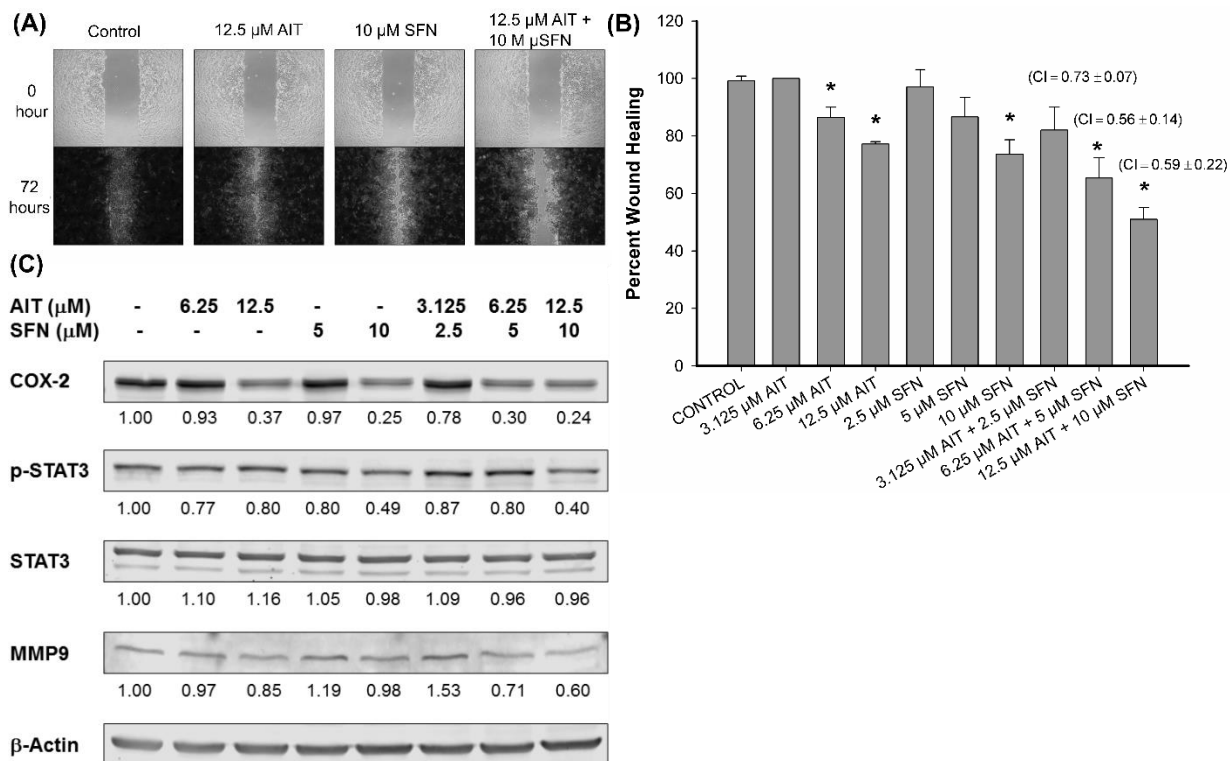 (A)
Control
12.5 µM AIT
10 µM SFN
12.5 µM AIT +
10 M µSFN
0
hour
72
hours
(B)
Percent Wound Healing
120
100
80
60
40
20
0
*
*
*
(CI = 0.73 ± 0.07)
(CI = 0.56 ± 0.14)
*
(CI = 0.59 ± 0.22)
*
CONTROL
3.125 µM AIT
6.25 µM AIT
12.5 µM AIT
2.5 µM SFN
5 µM SFN
10 µM SFN
3.125 µM AIT + 2.5 µM SFN
6.25 µM AIT + 5 µM SFN
12.5 µM AIT + 10 µM SFN
(C)
AIT (µM) - 6.25 12.5 - - 3.125 6.25 12.5
SFN (µM) - - - 5 10 2.5 5 10
COX-2
1.00 0.93 0.37 0.97 0.25 0.78 0.30 0.24
p-STAT3
1.00 0.77 0.80 0.80 0.49 0.87 0.80 0.40
STAT3
1.00 1.10 1.16 1.05 0.98 1.09 0.96 0.96
MMP9
1.00 0.97 0.85 1.19 0.98 1.53 0.71 0.60
β-Actin